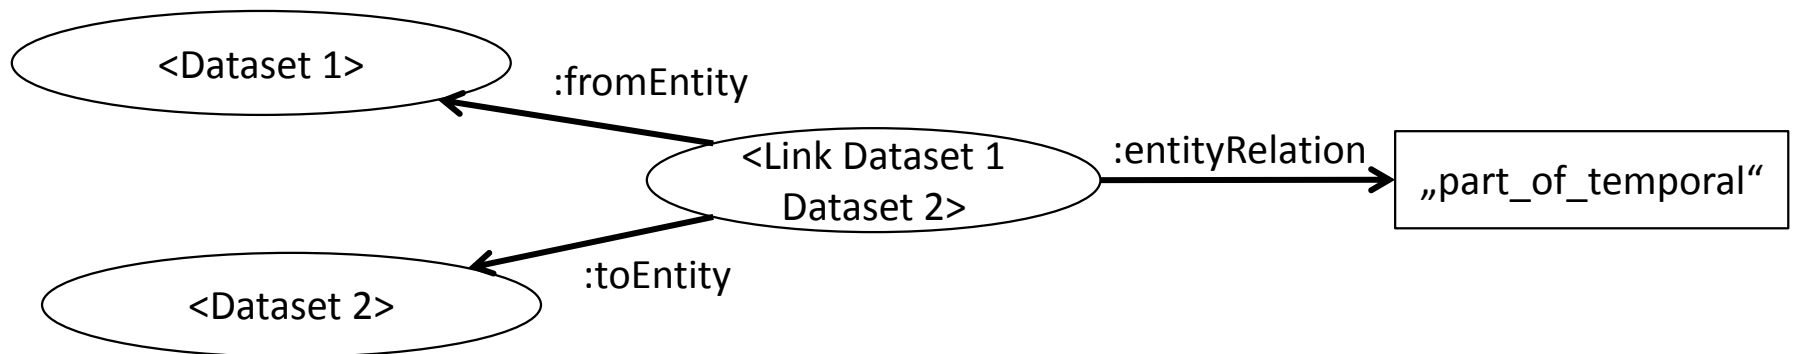 <Dataset 1>
:fromEntity
<Link Dataset 1
Dataset 2>
:entityRelation
„part_of_temporal“
:toEntity
<Dataset 2>